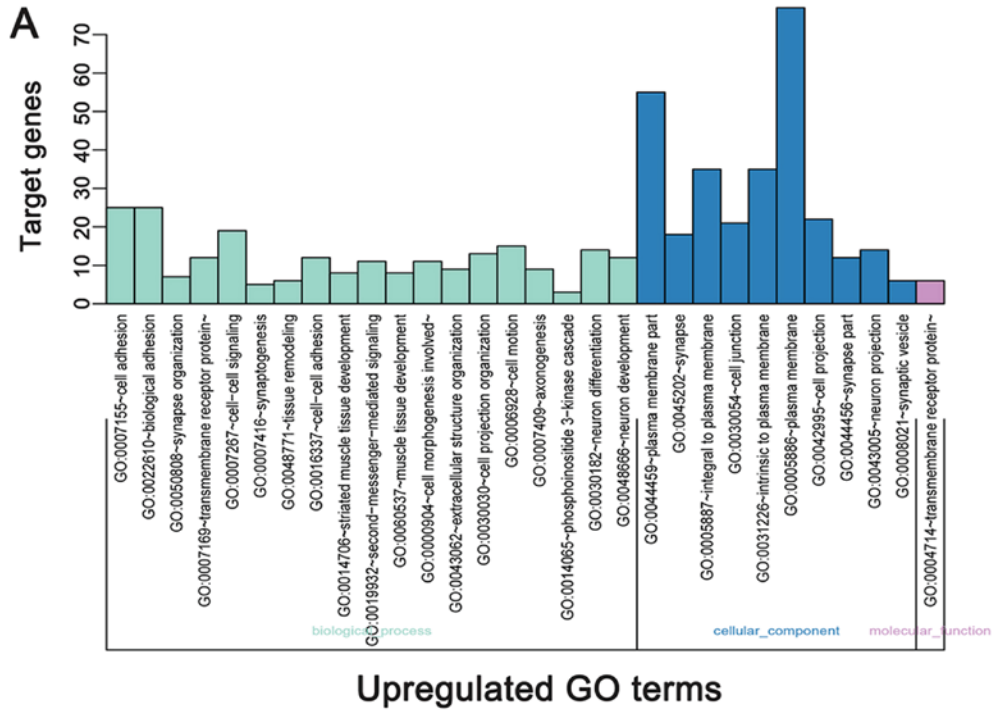 A
Target genes
70
60
50
40
30
20
10
0
GO:0007155~cell adhesion
GO:0022610~biological adhesion
GO:0050808~synapse organization
GO:0007169~transmembrane receptor protein~
GO:0007267~cell-cell signaling
GO:0007416~synaptogenesis
GO:0048771~tissue remodeling
GO:0016337~cell-cell adhesion
GO:0014706~striated muscle tissue development
GO:0019932~second-messenger-mediated signaling
GO:0060537~muscle tissue development
GO:0000904~cell morphogenesis involved~
GO:0043062~extracellular structure organization
GO:0030030~cell projection organization
GO:0006928~cell motion
GO:0007409~axonogenesis
GO:0014065~phosphoinositide 3-kinase cascade
GO:0030182~neuron differentiation
GO:0048666~neuron development
GO:0044459~plasma membrane part
GO:0045202~synapse
GO:0005887~integral to plasma membrane
GO:0030054~cell junction
GO:0031226~intrinsic to plasma membrane
GO:0005886~plasma membrane
GO:0042995~cell projection
GO:0044456~synapse part
GO:0043005~neuron projection
GO:0008021~synaptic vesicle
GO:0004714~transmembrane receptor protein~
biological_process
cellular_component
molecular_function
Upregulated GO terms